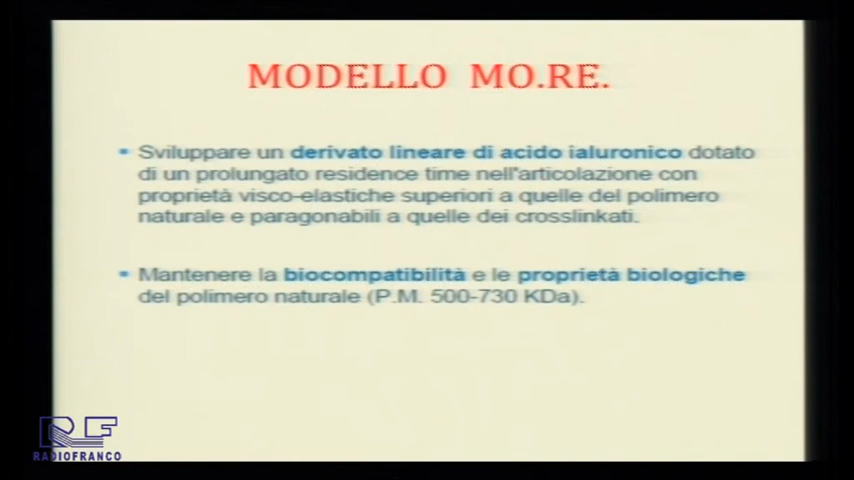 MODELLO MO.RE.
Sviluppare un derivato lineare di acido ialuronico dotato
di un prolungato residence time nell'articolazione con
proprietà visco-elastiche superiori a quelle del polimero
naturale e paragonabili a quelle dei crosslinkati.
Mantenere la biocompatibilità e le proprietà biologiche
del polimero naturale (P.M. 500-730 KDa).
RF
RADIOFRANCO